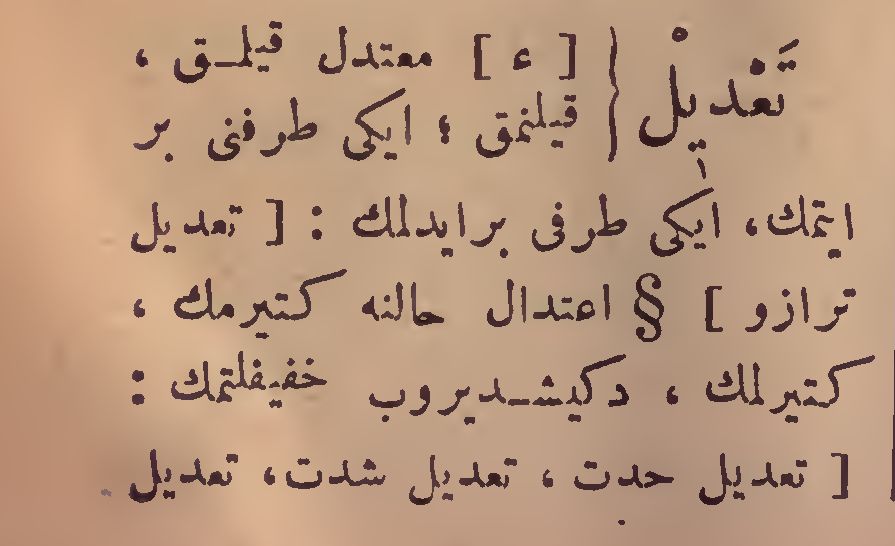 تَعْدِيلْ { [ ء ] معتدل قيلمق ،
قيلنمق ؛ ايكى طرفنى بر
ايتمك، ايكى طرفى برايدلمك : [ تعديل
ترازو ] § اعتدال حالنه كتيرمك ،
كتيرلمك ، دكيشديروب خفيفلتمك :
[ تعديل حدت ، تعديل شدت، تعديل